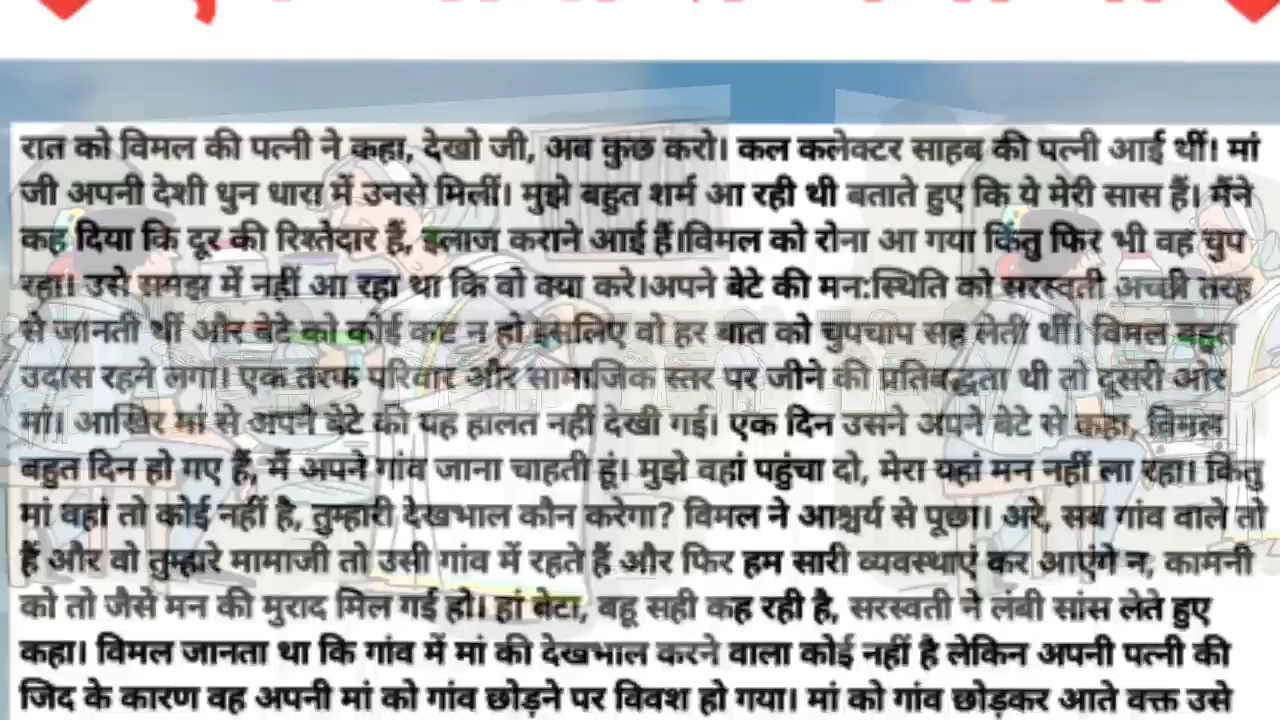 रात को विमल की पत्नी ने कहा, देखो जी, अब कुछ करो। कल कलेक्टर साहब की पत्नी आई थीं। मां
जी अपनी देशी धुन धारा में उनसे मिलीं। मुझे बहुत शर्म आ रही थी बताते हुए कि ये मेरी सास हैं। मैंने
कह दिया कि दूर की रिश्तेदार हैं, इलाज कराने आई हैं।विमल को रोना आ गया किंतु फिर भी वह चुप
रहा। उसे समझ में नहीं आ रहा था कि वो क्या करे।अपने बेटे की मन:स्थिति को सरस्वती अच्छी तरह
से जानती थीं और बेटे को कोई कष्ट न हो इसलिए वो हर बात को चुपचाप सह लेती थीं। विमल बहुत
उदास रहने लगा। एक तरफ परिवार और सामाजिक स्तर पर जीने की प्रतिबद्धता थी तो दूसरी ओर
मां। आखिर मां से अपने बेटे की यह हालत नहीं देखी गई। एक दिन उसने अपने बेटे से कहा, विमल
बहुत दिन हो गए हैं, मैं अपने गांव जाना चाहती हूं। मुझे वहां पहुंचा दो, मेरा यहां मन नहीं ला रहा। किंतु
मां वहां तो कोई नहीं है, तुम्हारी देखभाल कौन करेगा? विमल ने आश्चर्य से पूछा। अरे, सब गांव वाले तो
हैं और वो तुम्हारे मामाजी तो उसी गांव में रहते हैं और फिर हम सारी व्यवस्थाएं कर आएंगे न, कामनी
को तो जैसे मन की मुराद मिल गई हो। हां बेटा, बहू सही कह रही है, सरस्वती ने लंबी सांस लेते हुए
कहा। विमल जानता था कि गांव में मां की देखभाल करने वाला कोई नहीं है लेकिन अपनी पत्नी की
जिद के कारण वह अपनी मां को गांव छोड़ने पर विवश हो गया। मां को गांव छोड़कर आते वक्त उसे